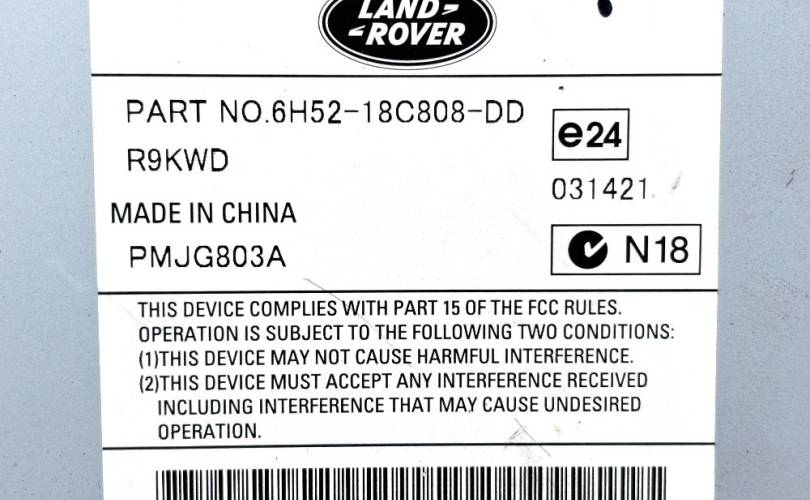 LAND-
-ROVER
PART NO.6H52-18C808-DD
e24
R9KWD
031421
MADE IN CHINA
N18
PMJG803A
THIS DEVICE COMPLIES WITH PART 15 OF THE FCC RULES.
OPERATION IS SUBJECT TO THE FOLLOWING TWO CONDITIONS:
(1)THIS DEVICE MAY NOT CAUSE HARMFUL INTERFERENCE.
(2)THIS DEVICE MUST ACCEPT ANY INTERFERENCE RECEIVED
INCLUDING INTERFERENCE THAT MAY CAUSE UNDESIRED
OPERATION.